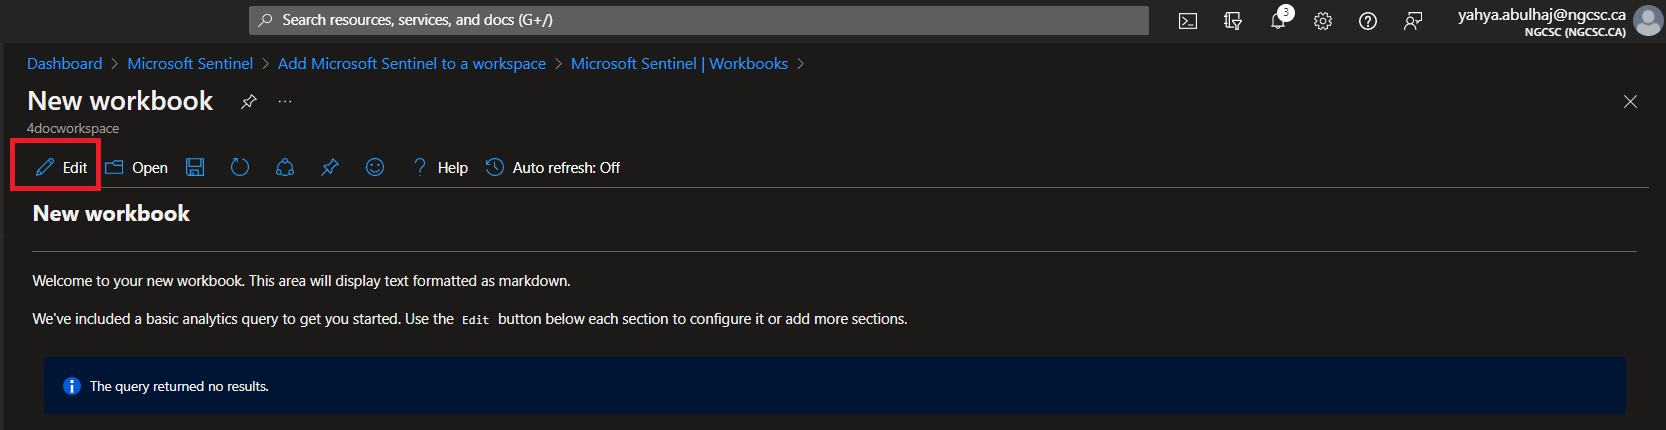 Search resources, services, and docs (G+/)
3
yahya.abulhaj@ngcsc.ca
NGCSC (NGCSC.CA)
Dashboard > Microsoft Sentinel > Add Microsoft Sentinel to a workspace > Microsoft Sentinel | Workbooks >
New workbook
4docworkspace
Edit Open Help Auto refresh: Off
New workbook
Welcome to your new workbook. This area will display text formatted as markdown.
We've included a basic analytics query to get you started. Use the Edit button below each section to configure it or add more sections.
The query returned no results.